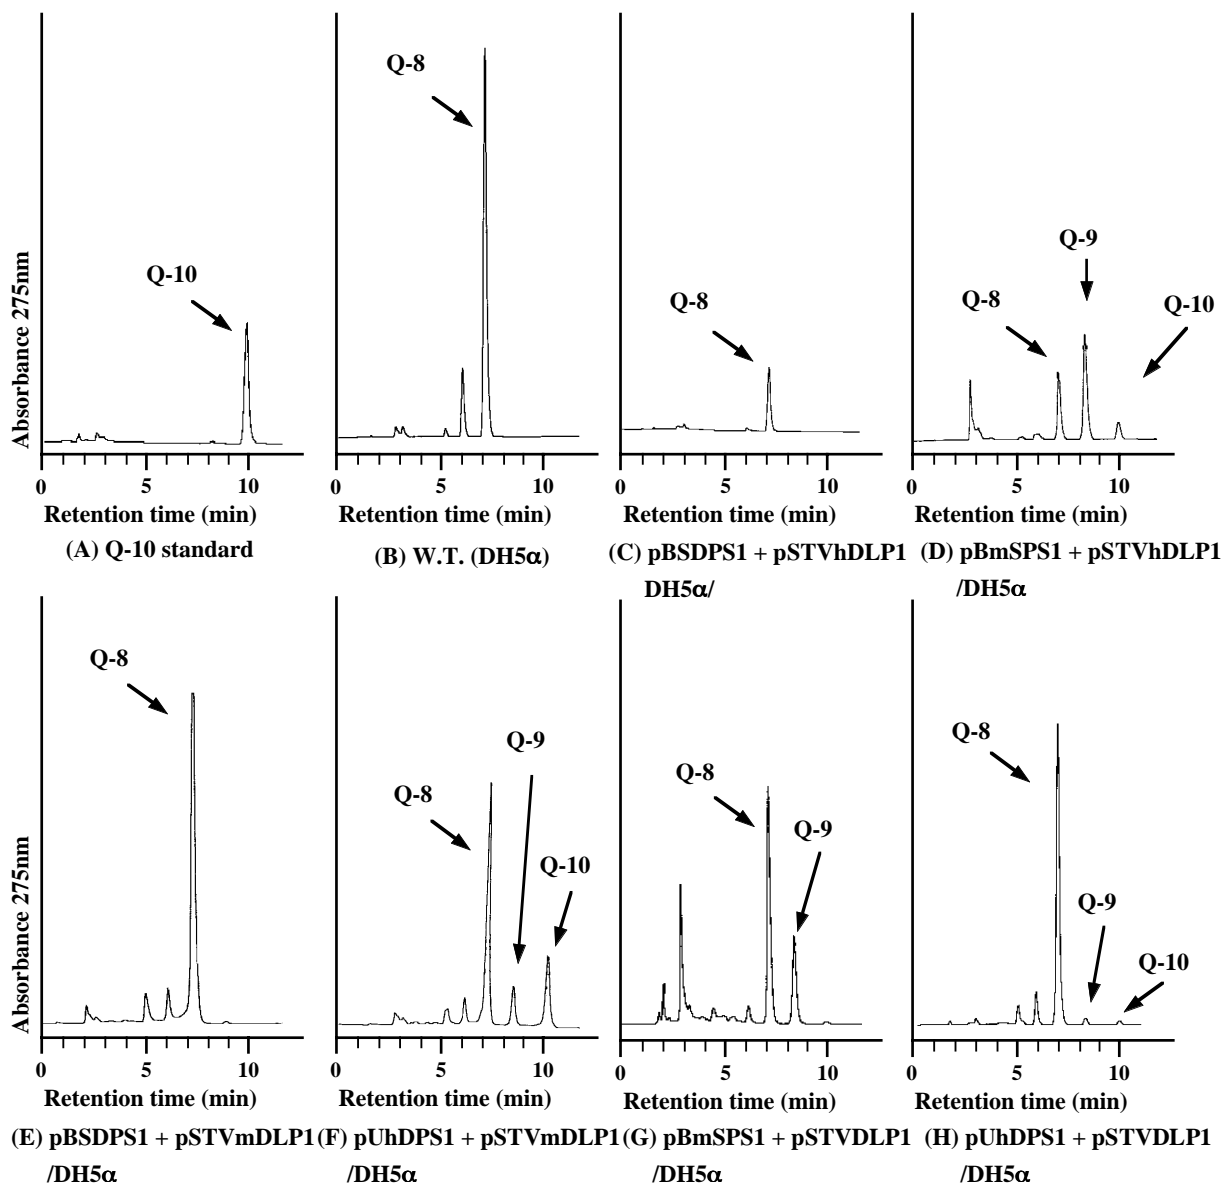 Absorbance 275nm
Q-10
0 5 10
Retention time (min)
(A) Q-10 standard
Q-8
0 5 10
Retention time (min)
(B) W.T. (DH5α)
Q-8
0 5 10
Retention time (min)
(C) pBSDPS1 + pSTVhDLP1
DH5α/
Q-8
Q-9
Q-10
0 5 10
Retention time (min)
(D) pBmSPS1 + pSTVhDLP1
/DH5α
Absorbance 275nm
Q-8
0 5 10
Retention time (min)
(E) pBSDPS1 + pSTVmDLP1
/DH5α
Q-8
Q-9
Q-10
0 5 10
Retention time (min)
(F) pUhDPS1 + pSTVmDLP1
/DH5α
Q-8
Q-9
0 5 10
Retention time (min)
(G) pBmSPS1 + pSTVDLP1
/DH5α
Q-8
Q-9
Q-10
0 5 10
Retention time (min)
(H) pUhDPS1 + pSTVDLP1
/DH5α